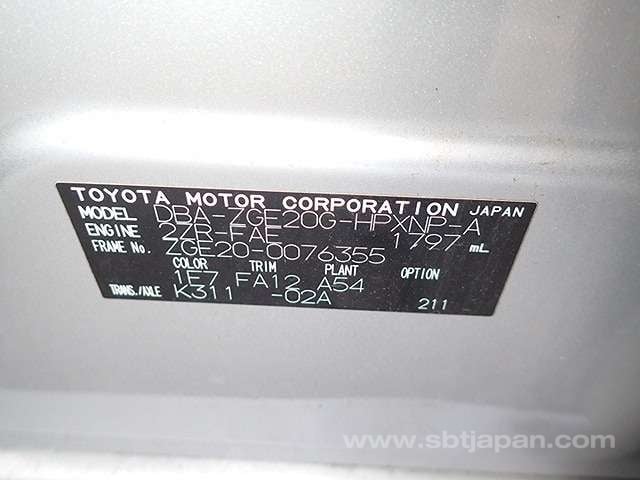 TOYOTA MOTOR CORPORATION JAPAN
MODEL DBA-ZGE20G-HPXNP-A
ENGINE 2ZR-FAE 1797 mL
FRAME No. ZGE20-0076355
COLOR TRIM PLANT OPTION
1E7 FA12 A54
TRANS./AXLE K311 -02A 211
www.sbtjapan.com